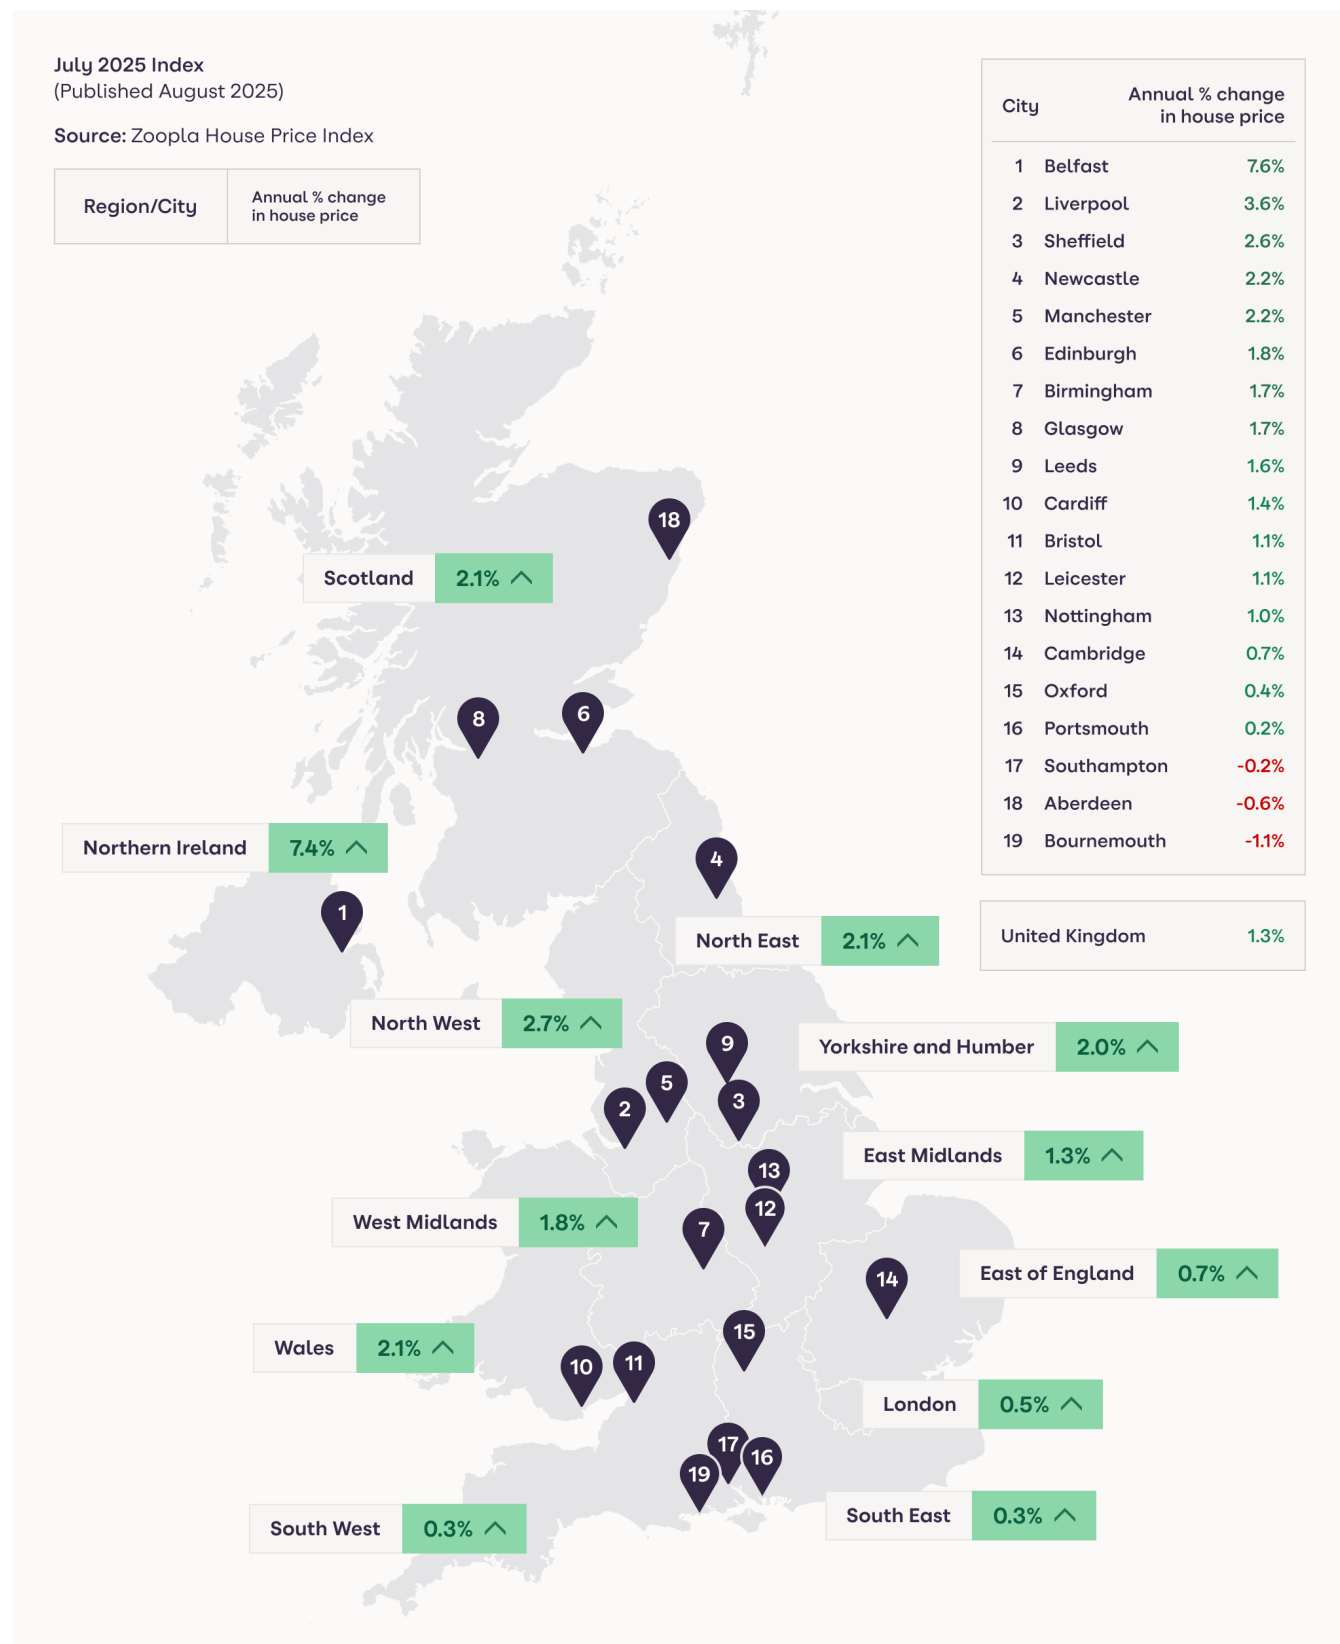 July 2025 Index
(Published August 2025)
Source: Zoopla House Price Index
Region/City
Annual % change
in house price
City
Annual % change
in house price
1 Belfast 7.6%
2 Liverpool 3.6%
3 Sheffield 2.6%
4 Newcastle 2.2%
5 Manchester 2.2%
6 Edinburgh 1.8%
7 Birmingham 1.7%
8 Glasgow 1.7%
9 Leeds 1.6%
10 Cardiff 1.4%
11 Bristol 1.1%
12 Leicester 1.1%
13 Nottingham 1.0%
14 Cambridge 0.7%
15 Oxford 0.4%
16 Portsmouth 0.2%
17 Southampton -0.2%
18 Aberdeen -0.6%
19 Bournemouth -1.1%
United Kingdom 1.3%
18
Scotland 2.1%
8
6
Northern Ireland 7.4%
4
1
North East 2.1%
North West 2.7%
9
Yorkshire and Humber 2.0%
5
3
2
East Midlands 1.3%
13
12
West Midlands 1.8%
7
East of England 0.7%
14
15
Wales 2.1%
11
10
London 0.5%
17
16
19
South East 0.3%
South West 0.3%